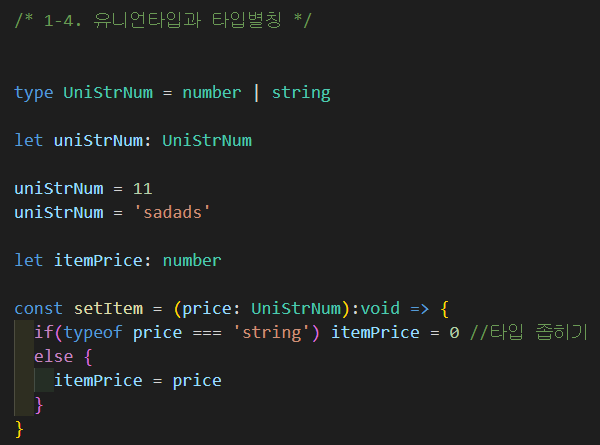 /* 1-4. 유니언타입과 타입별칭 */
type UniStrNum = number | string
let uniStrNum: UniStrNum
uniStrNum = 11
uniStrNum = 'sadads'
let itemPrice: number
const setItem = (price: UniStrNum):void => {
if(typeof price === 'string') itemPrice = 0 //타입 좁히기
else {
itemPrice = price
}
}